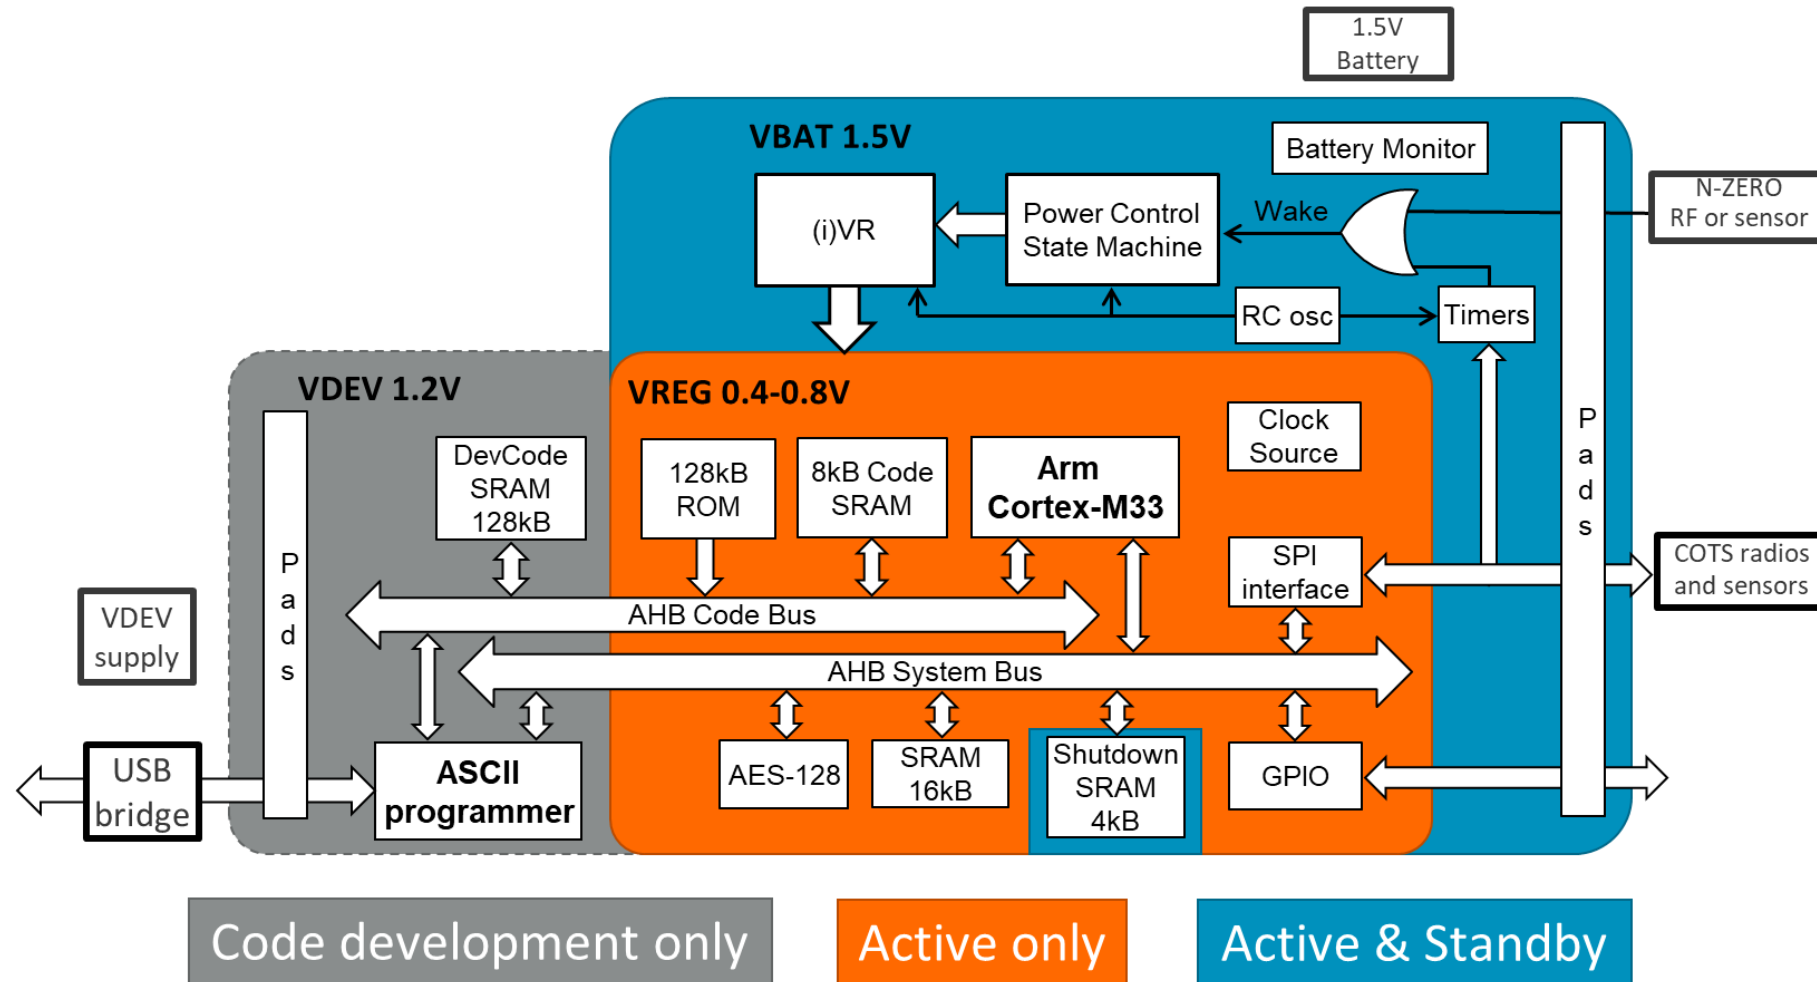 1.5V
Battery
VBAT 1.5V
Battery Monitor
N-ZERO
RF or sensor
(i)VR
Power Control
State Machine
Wake
RC osc
Timers
VDEV 1.2V
VREG 0.4-0.8V
Clock
Source
P
a
d
s
DevCode
SRAM
128kB
128kB
ROM
8kB Code
SRAM
Arm
Cortex-M33
P
a
d
s
SPI
interface
COTS radios
and sensors
VDEV
supply
AHB Code Bus
AHB System Bus
USB
bridge
ASCII
programmer
AES-128
SRAM
16kB
Shutdown
SRAM
4kB
GPIO
Code development only
Active only
Active & Standby